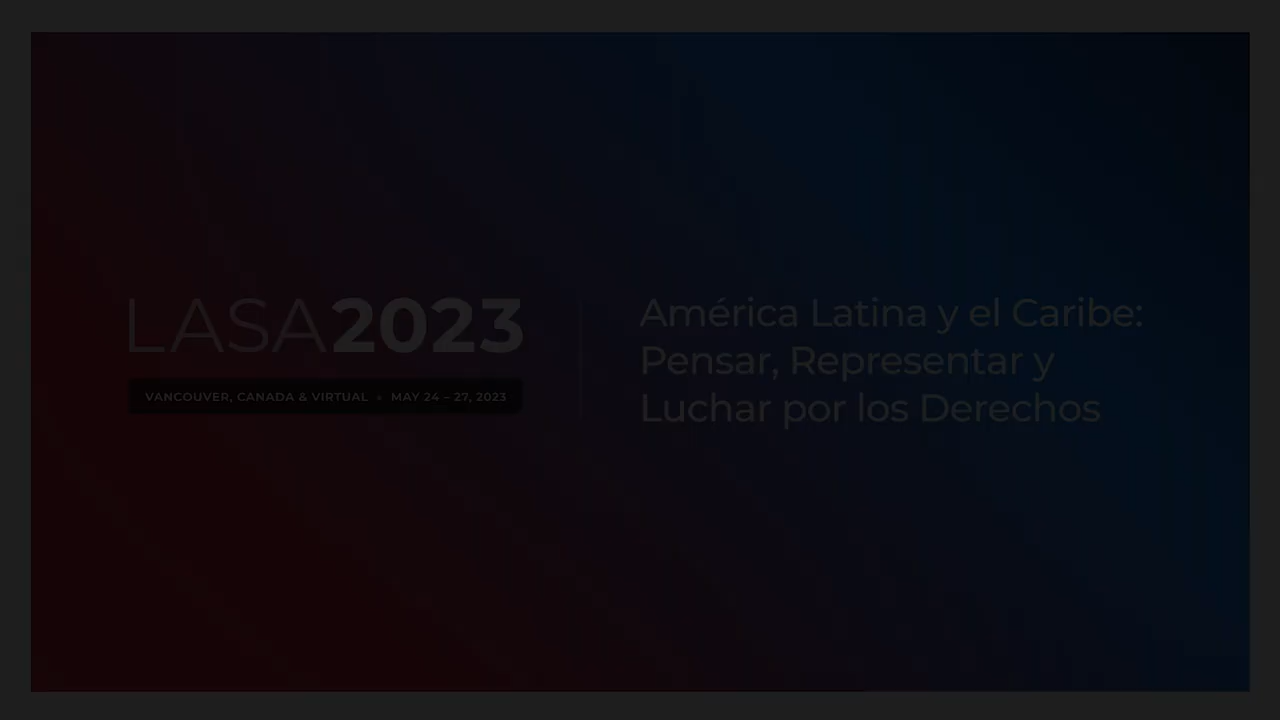 LASA2023
VANCOUVER, CANADA & VIRTUAL • MAY 24 – 27, 2023
América Latina y el Caribe:
Pensar, Representar y
Luchar por los Derechos